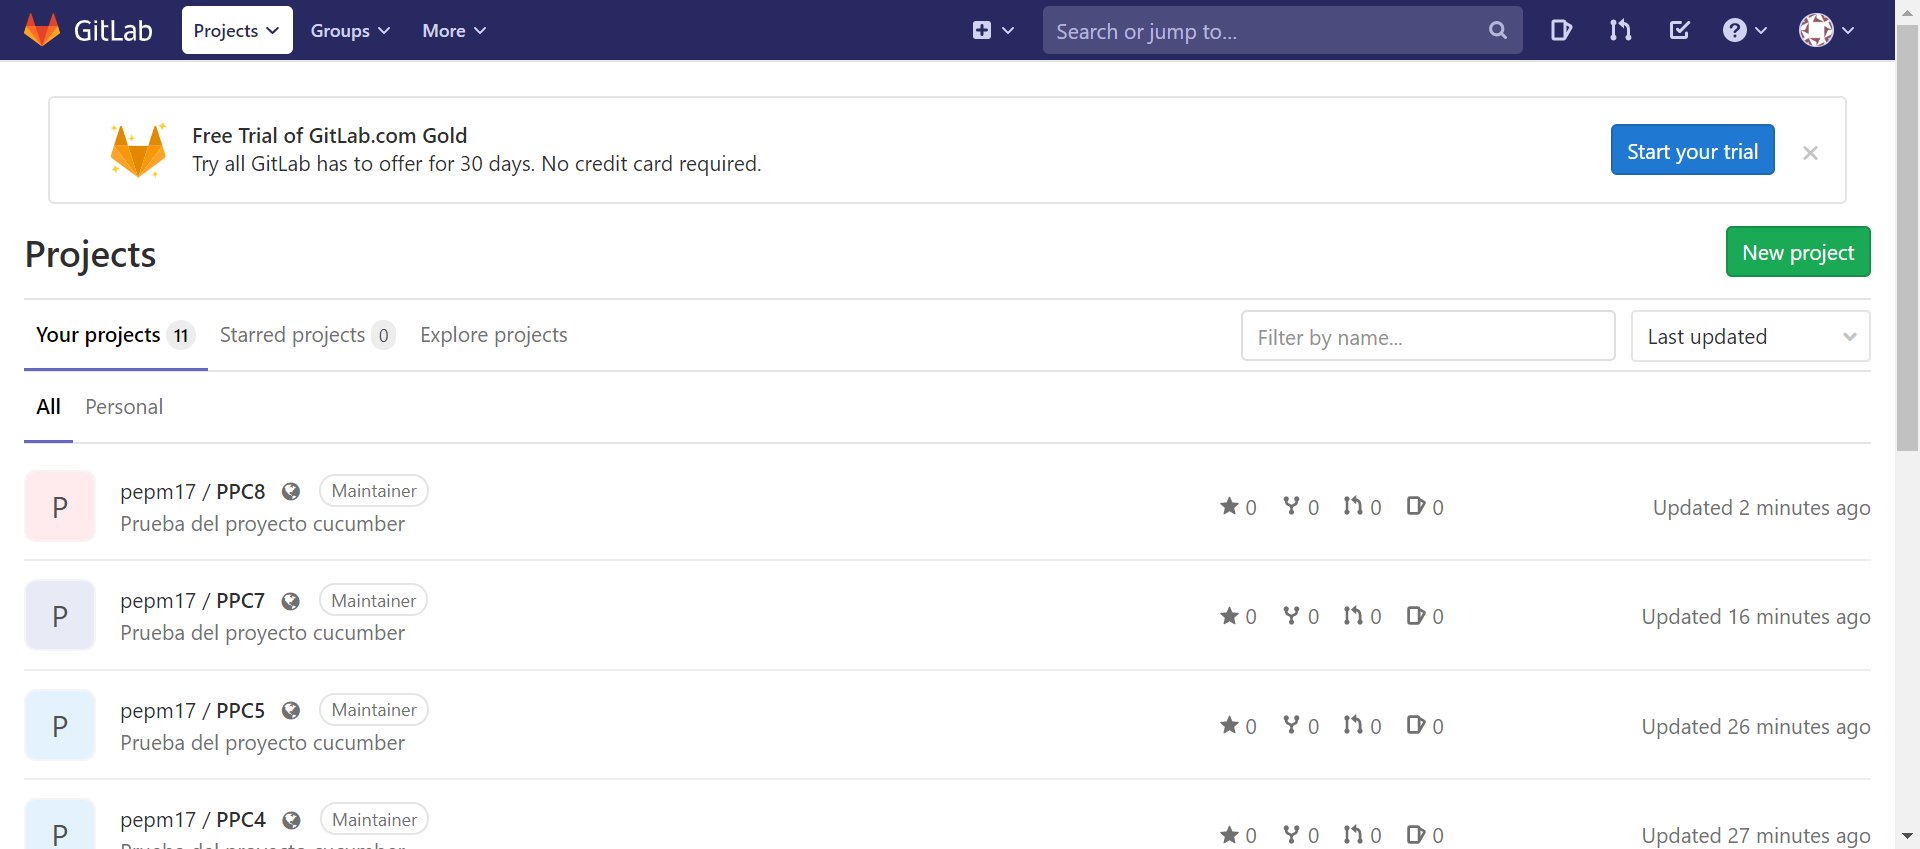 GitLab Projects Groups More Search or jump to...
Free Trial of GitLab.com Gold
Try all GitLab has to offer for 30 days. No credit card required.
Start your trial
Projects
New project
Your projects 11 Starred projects 0 Explore projects Filter by name... Last updated
All Personal
P
pepm17 / PPC8 Maintainer
Prueba del proyecto cucumber
0 0 0 0 Updated 2 minutes ago
P
pepm17 / PPC7 Maintainer
Prueba del proyecto cucumber
0 0 0 0 Updated 16 minutes ago
P
pepm17 / PPC5 Maintainer
Prueba del proyecto cucumber
0 0 0 0 Updated 26 minutes ago
P
pepm17 / PPC4 Maintainer
0 0 0 0 Updated 27 minutes ago